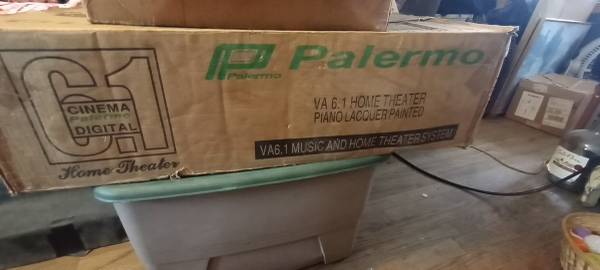 6.1
CINEMA
Palermo
DIGITAL
Home Theater
P Palermo
Palermo
VA 6.1 HOME THEATER
PIANO LACQUER PAINTED
VA6.1 MUSIC AND HOME THEATER SYSTEM